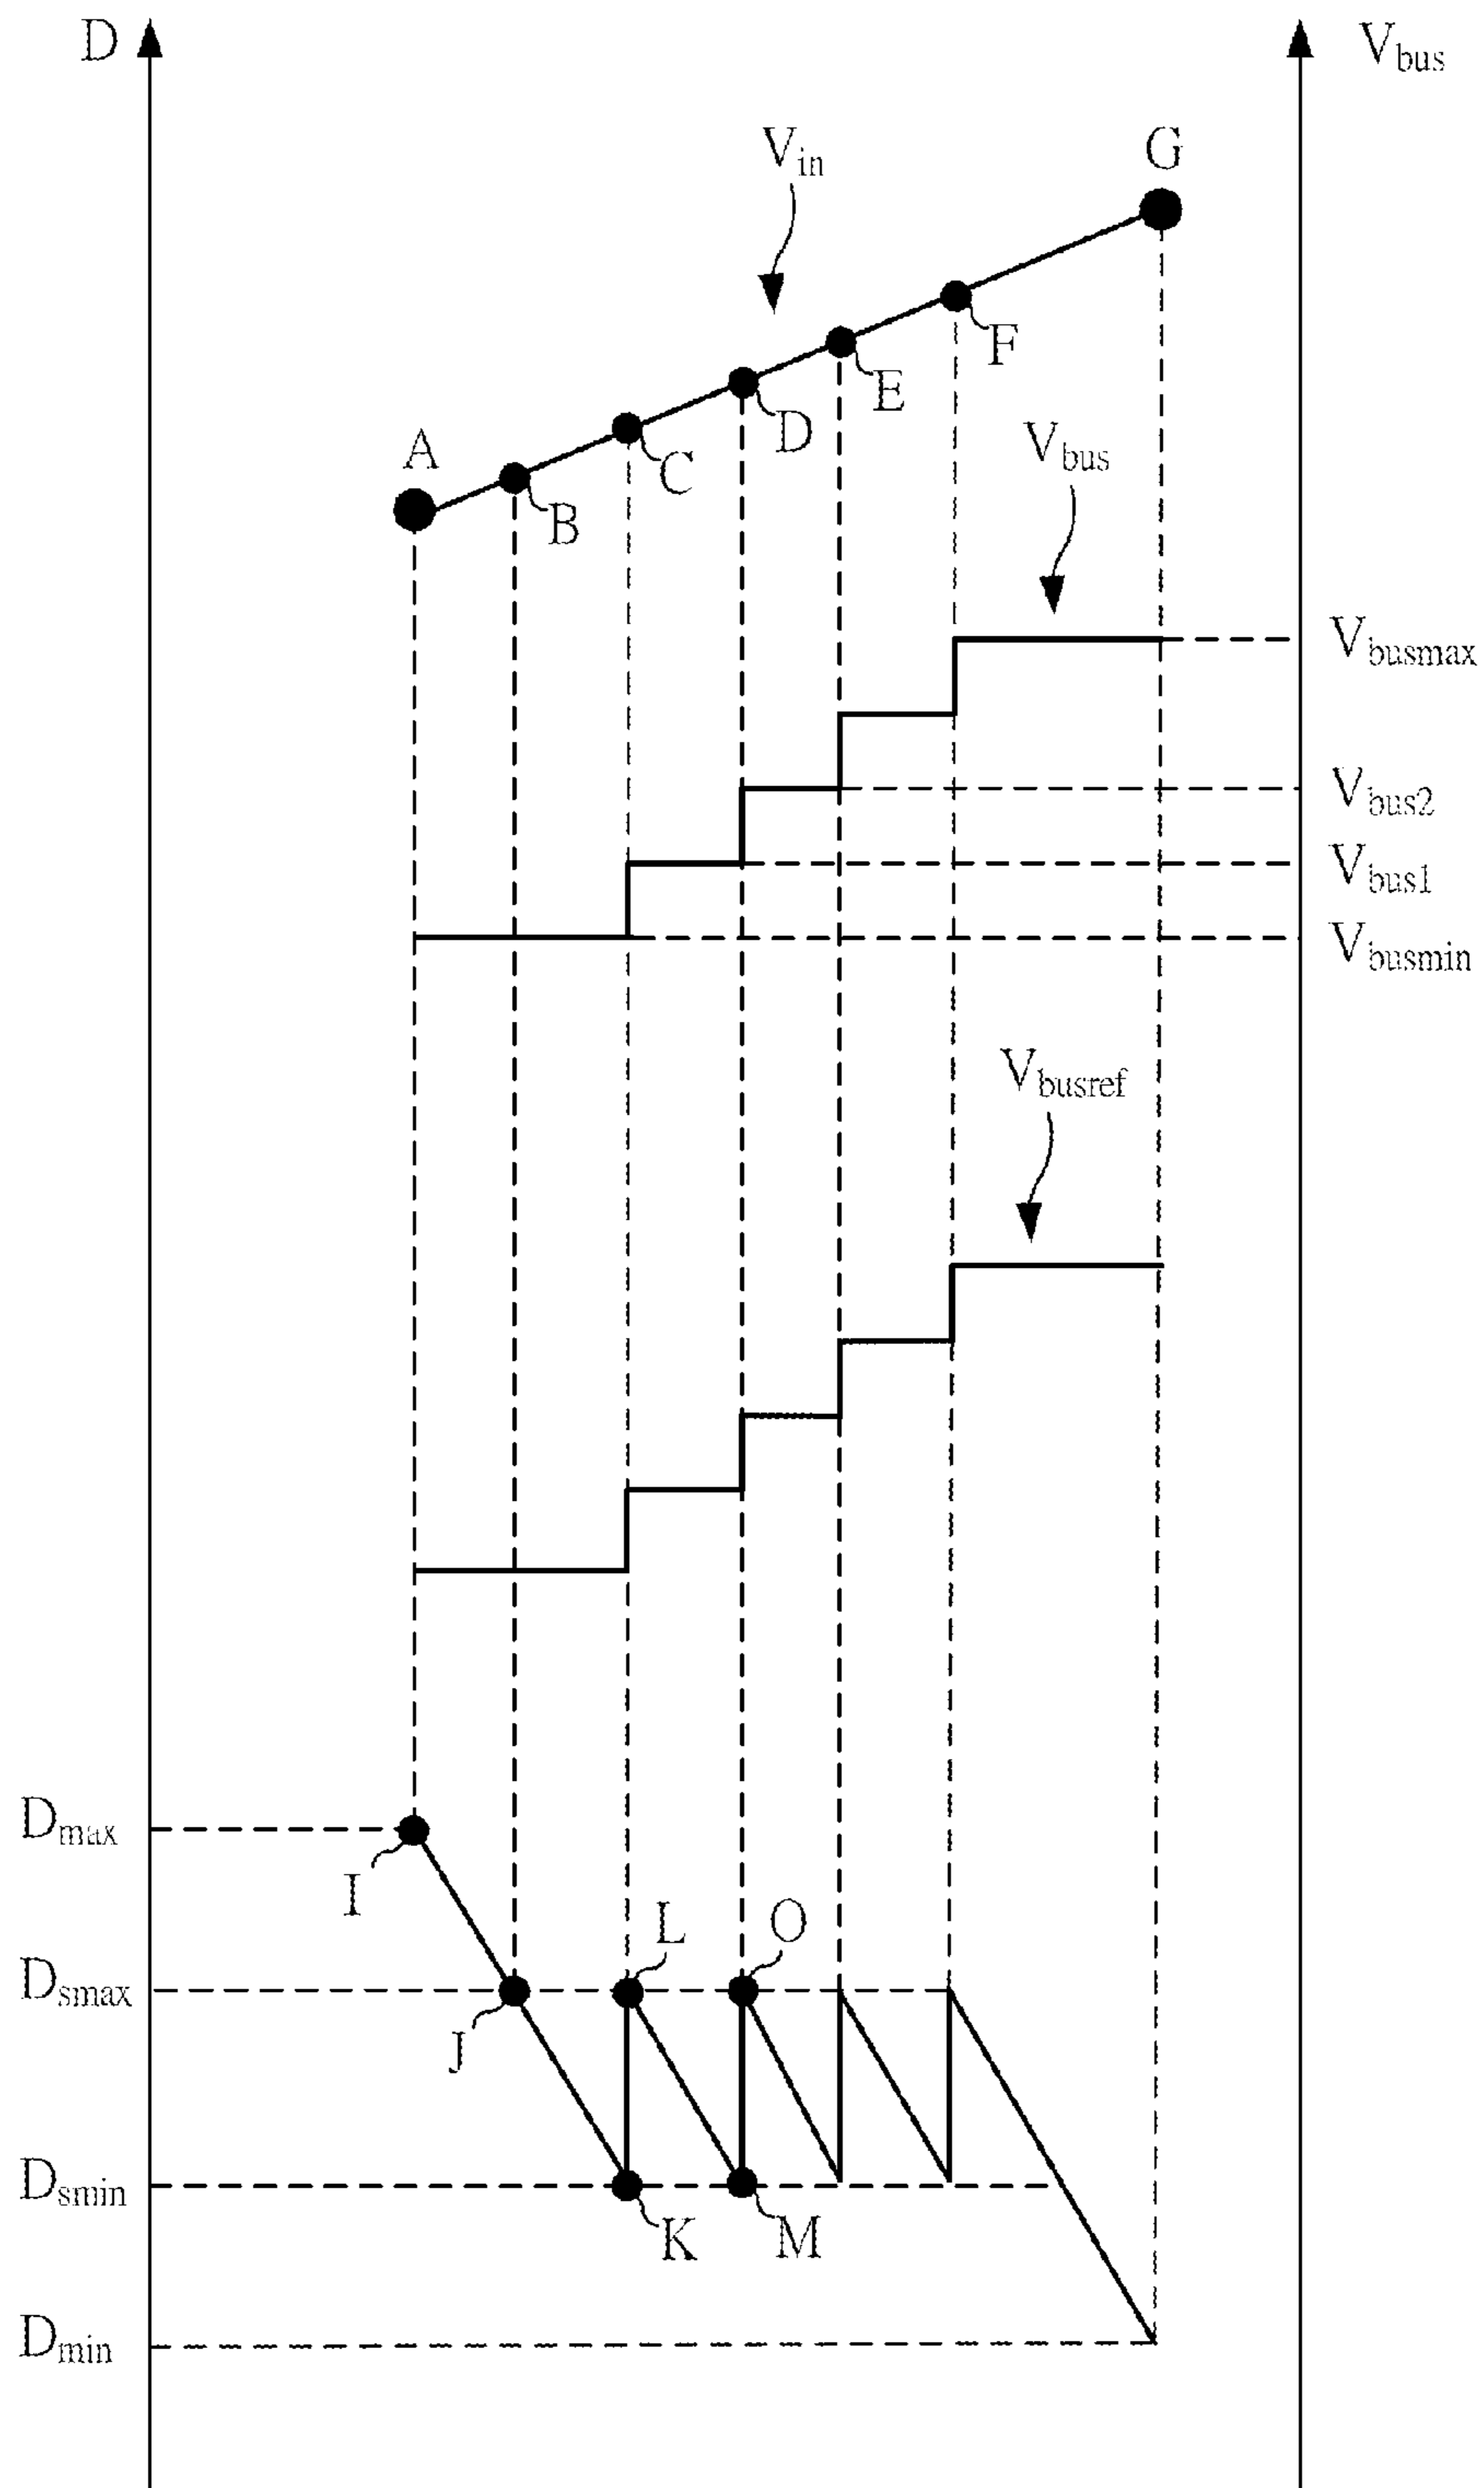 D
V_bus
V_in
G
F
E
D
V_bus
A
C
B
V_busmax
V_bus2
V_bus1
V_busmin
V_busref
D_max
I
L
O
D_smax
J
D_smin
K
M
D_min